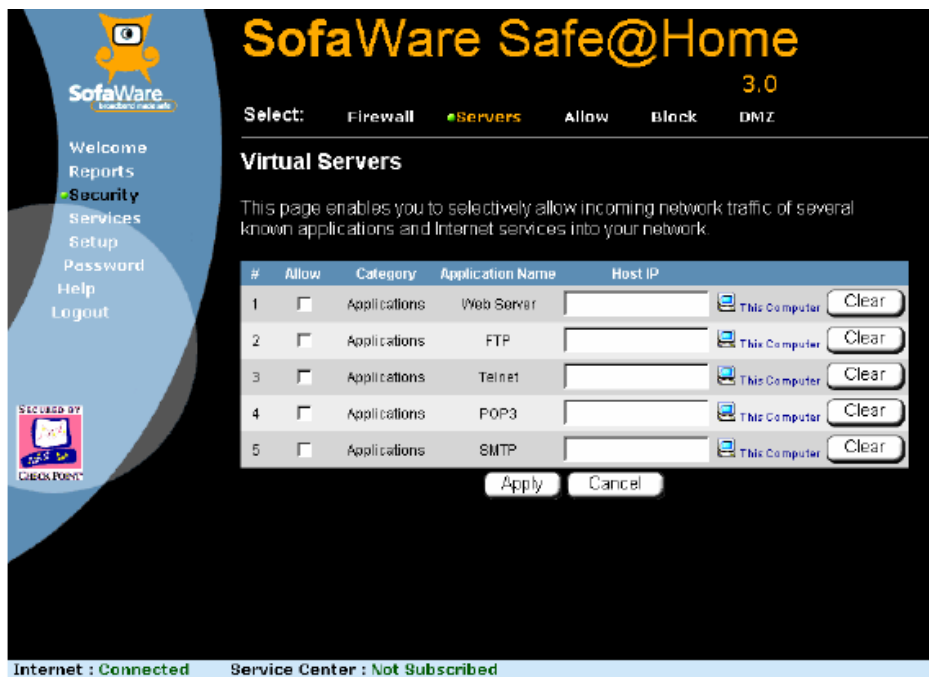 SofaWare Safe@Home
3.0
SofaWare
broadband made safe
Select: Firewall Servers Allow Block DMZ
Welcome
Reports
Security
Services
Setup
Password
Help
Logout
Virtual Servers
This page enables you to selectively allow incoming network traffic of several
known applications and Internet services into your network.
# Allow Category Application Name Host IP
1 Applications Web Server This Computer Clear
2 Applications FTP This Computer Clear
3 Applications Telnet This Computer Clear
4 Applications POP3 This Computer Clear
5 Applications SMTP This Computer Clear
Apply Cancel
SECURED BY
CHECK POINT
Internet : Connected Service Center : Not Subscribed